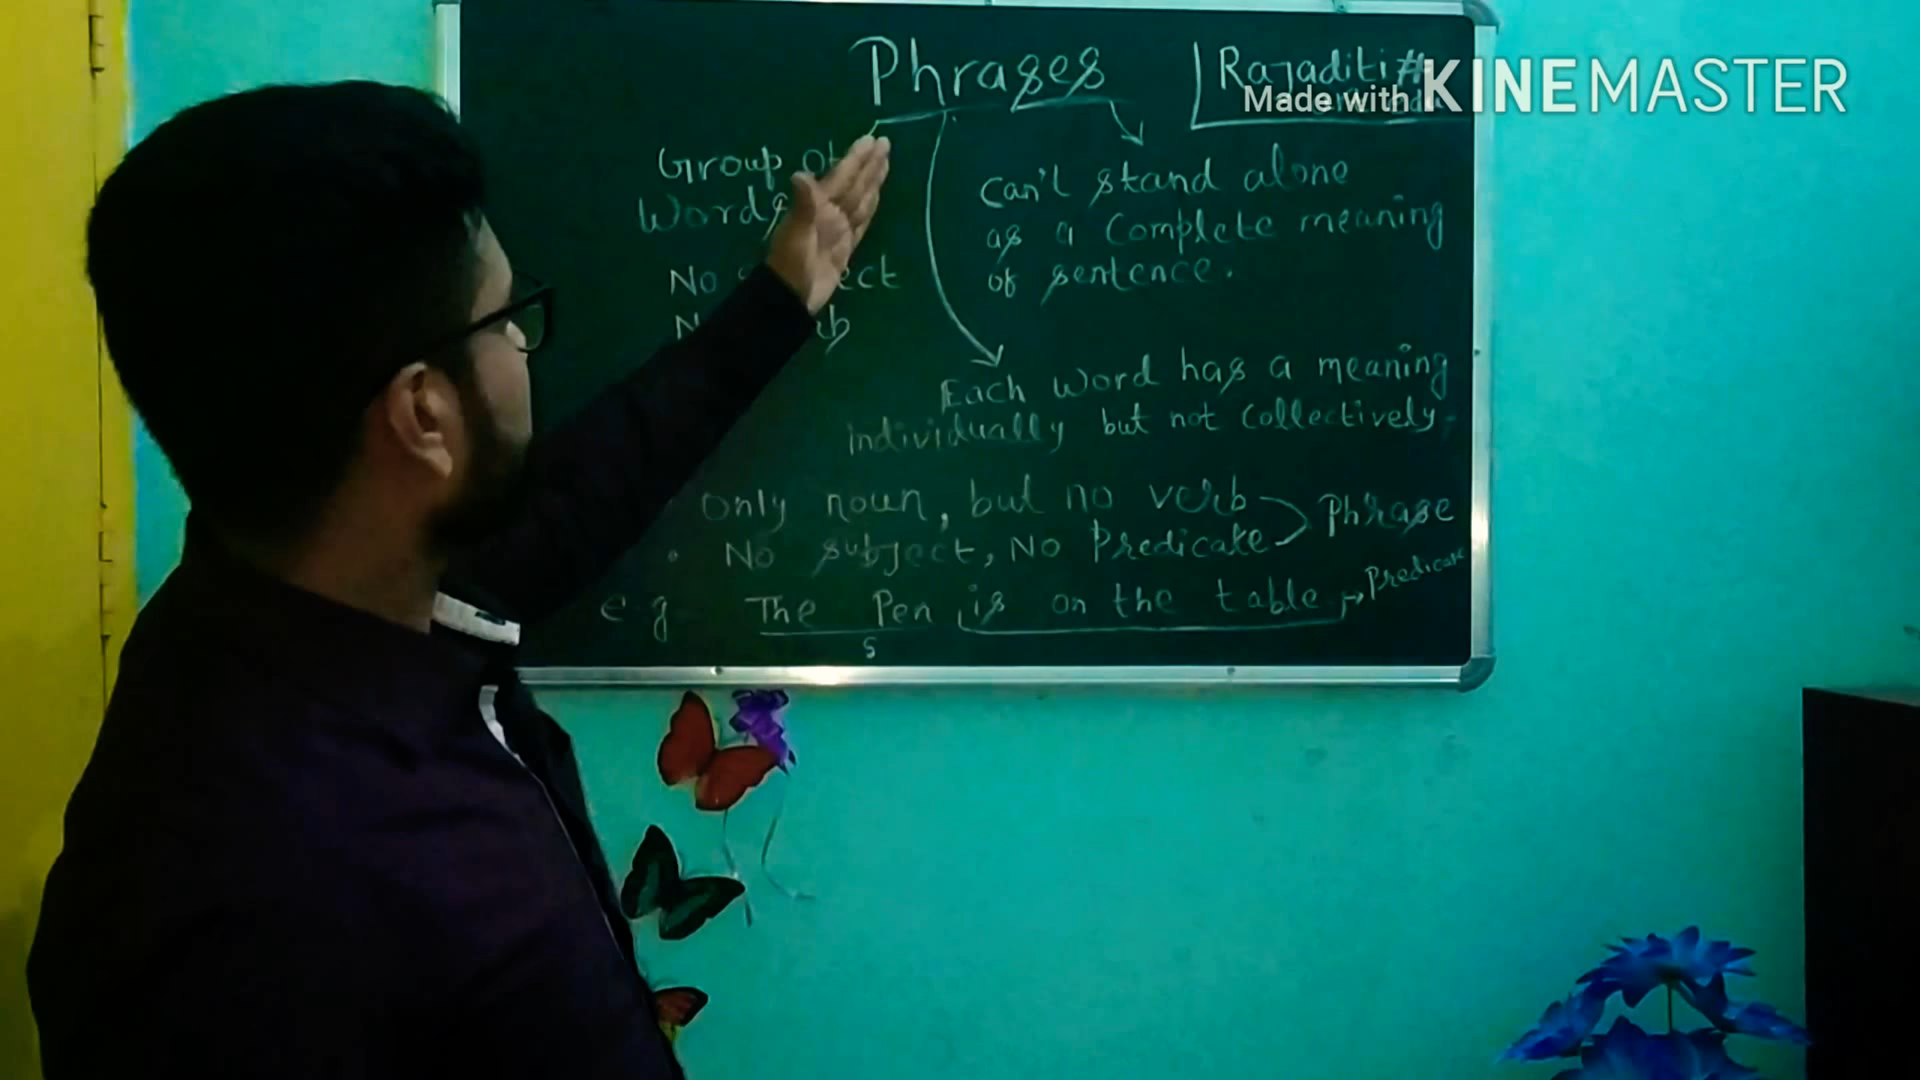 Phrases
Rajaditi#
Made with KINEMASTER
Group of
Words
No
No
can't stand alone
as a complete meaning
of sentence.
Each word has a meaning
individually but not collectively.
Only noun, but no verb
Phrase
• No subject, No Predicate
e.g. The Pen is on the table → Predicate
S